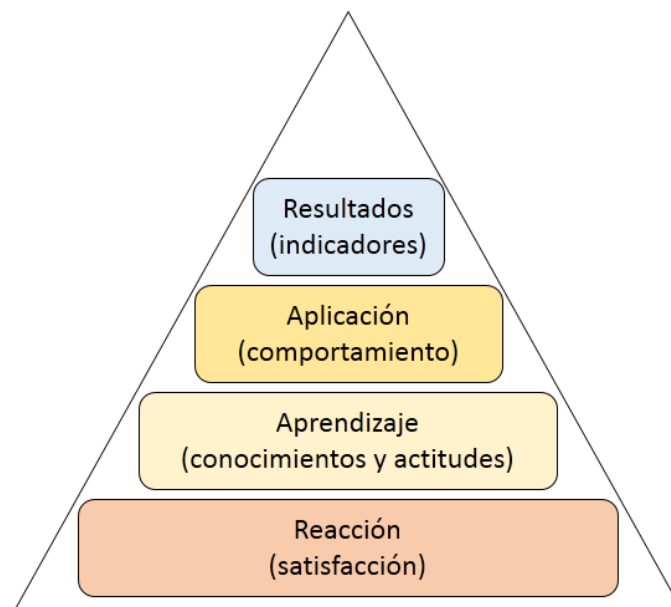 Resultados
(indicadores)
Aplicación
(comportamiento)
Aprendizaje
(conocimientos y actitudes)
Reacción
(satisfacción)